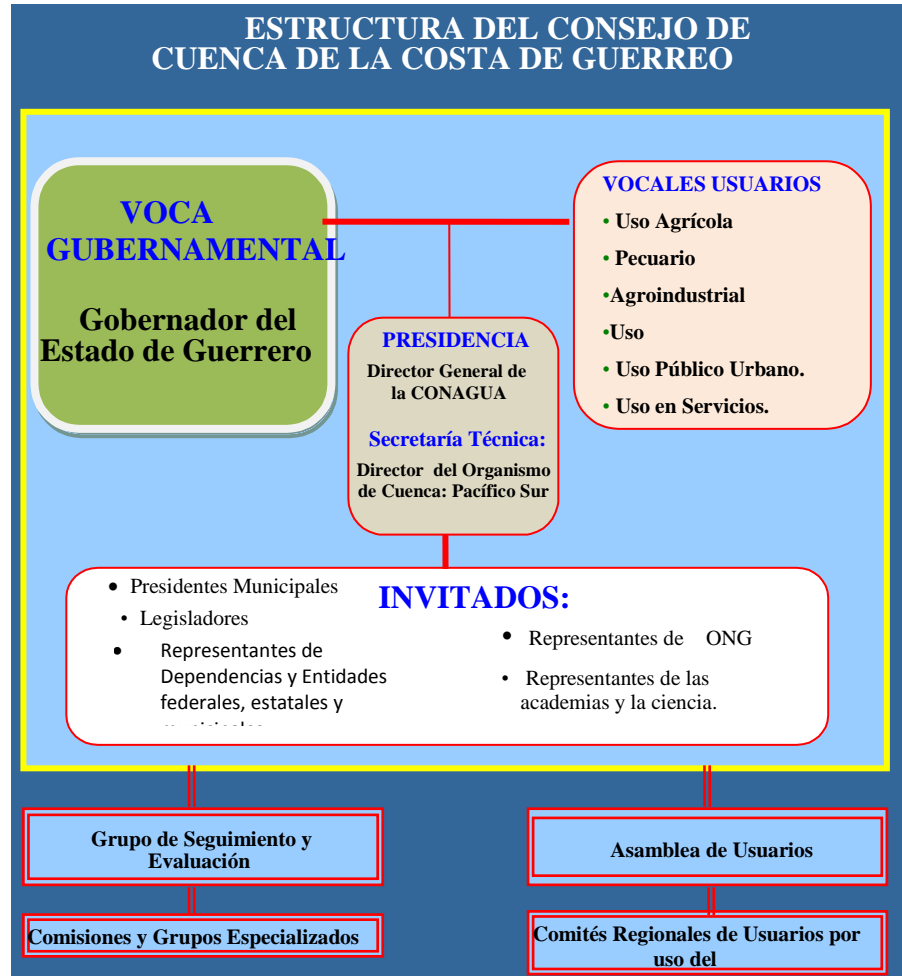 ESTRUCTURA DEL CONSEJO DE
CUENCA DE LA COSTA DE GUERREO
VOCA
GUBERNAMENTAL
Gobernador del
Estado de Guerrero
VOCALES USUARIOS
• Uso Agrícola
• Pecuario
•Agroindustrial
•Uso
• Uso Público Urbano.
• Uso en Servicios.
PRESIDENCIA
Director General de
la CONAGUA
Secretaría Técnica:
Director del Organismo
de Cuenca: Pacífico Sur
INVITADOS:
• Presidentes Municipales
• Legisladores
• Representantes de
Dependencias y Entidades
federales, estatales y
• Representantes de ONG
• Representantes de las
academias y la ciencia.
Grupo de Seguimiento y
Evaluación
Asamblea de Usuarios
Comisiones y Grupos Especializados
Comités Regionales de Usuarios por
uso del